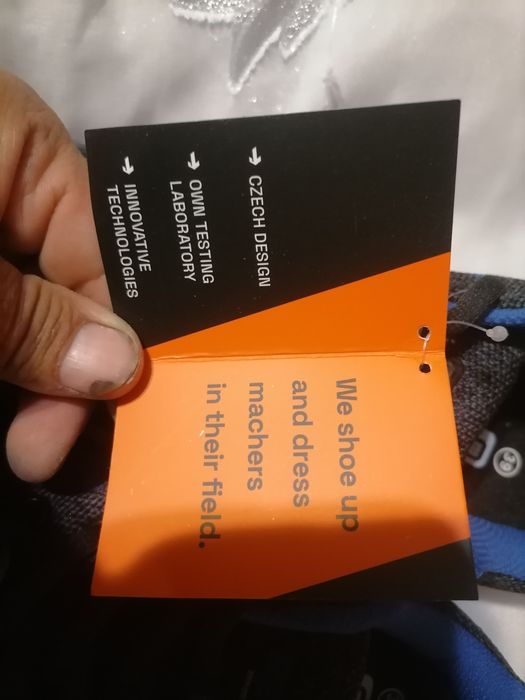 → CZECH DESIGN
→ OWN TESTING
LABORATORY
→ INNOVATIVE
TECHNOLOGIES
We shoe up
and dress
machers
in their field.